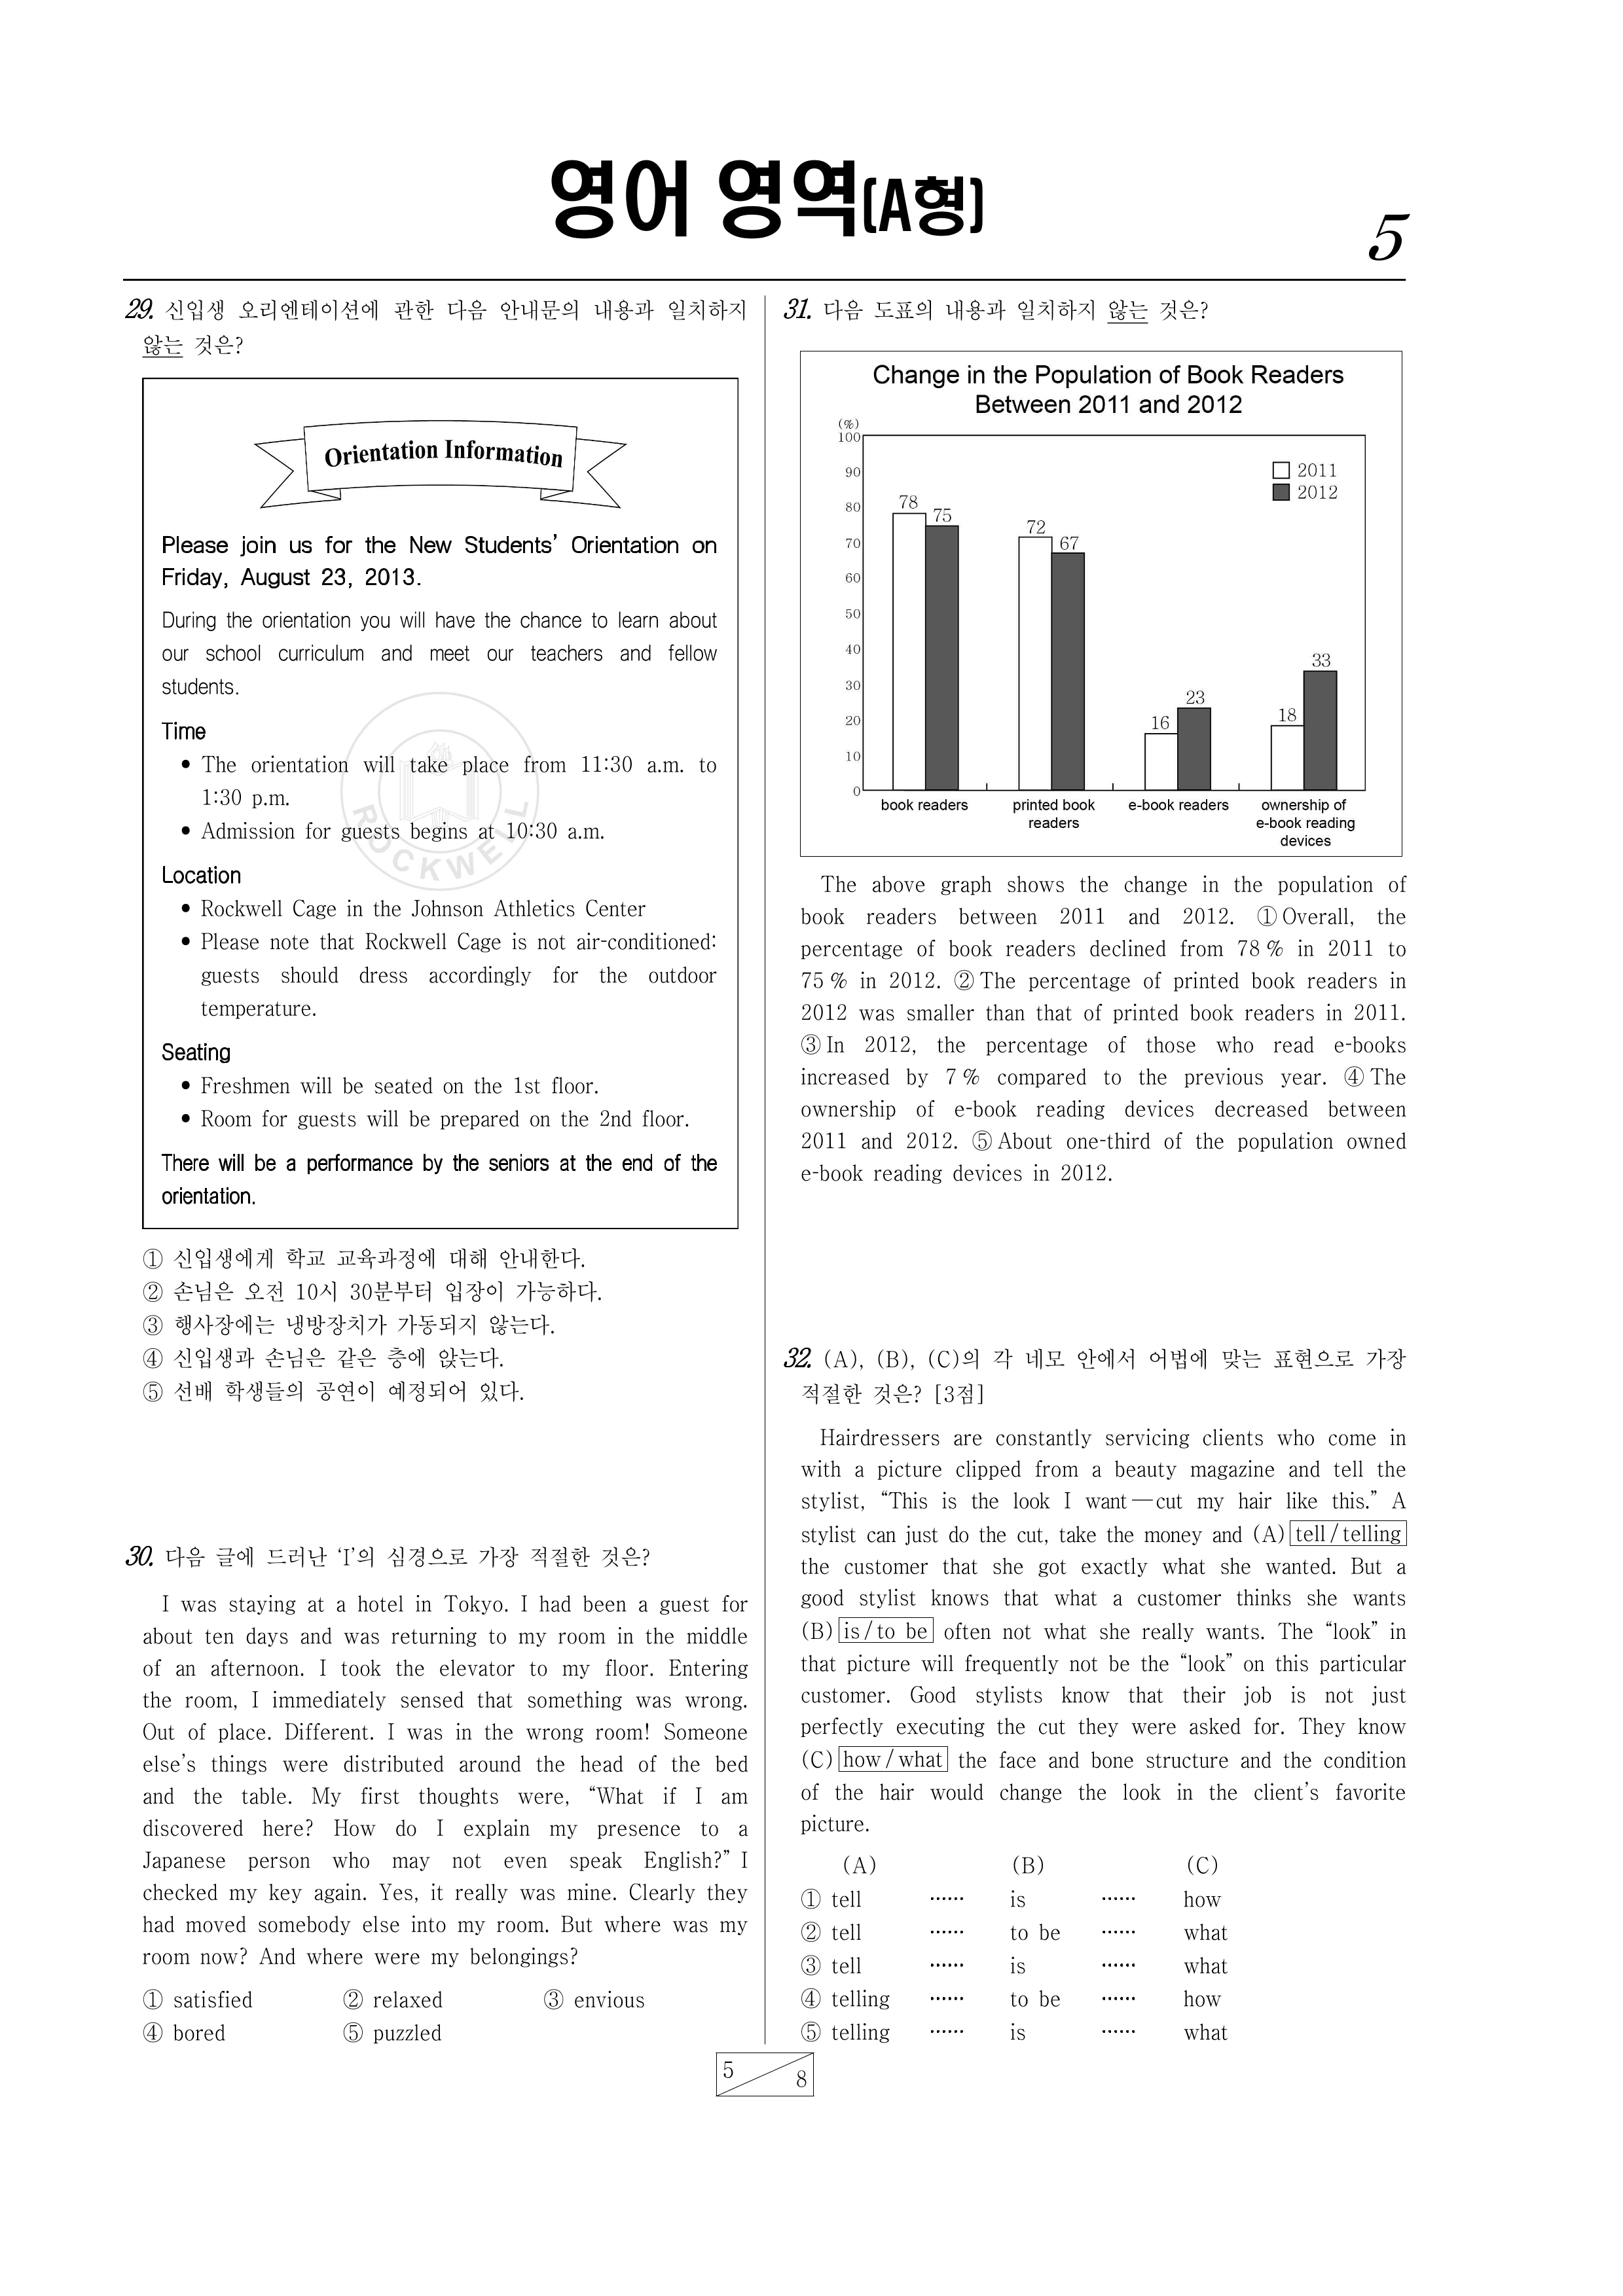 영어 영역(A형)
5
29. 신입생 오리엔테이션에 관한 다음 안내문의 내용과 일치하지
않는 것은?
Orientation Information
Please join us for the New Students’ Orientation on
Friday, August 23, 2013.
During the orientation you will have the chance to learn about
our school curriculum and meet our teachers and fellow
students.
Time
• The orientation will take place from 11:30 a.m. to
1:30 p.m.
• Admission for guests begins at 10:30 a.m.
ROCKWELL
Location
• Rockwell Cage in the Johnson Athletics Center
• Please note that Rockwell Cage is not air-conditioned:
guests should dress accordingly for the outdoor
temperature.
Seating
• Freshmen will be seated on the 1st floor.
• Room for guests will be prepared on the 2nd floor.
There will be a performance by the seniors at the end of the
orientation.
① 신입생에게 학교 교육과정에 대해 안내한다.
② 손님은 오전 10시 30분부터 입장이 가능하다.
③ 행사장에는 냉방장치가 가동되지 않는다.
④ 신입생과 손님은 같은 층에 앉는다.
⑤ 선배 학생들의 공연이 예정되어 있다.
30. 다음 글에 드러난 ‘I’의 심경으로 가장 적절한 것은?
I was staying at a hotel in Tokyo. I had been a guest for
about ten days and was returning to my room in the middle
of an afternoon. I took the elevator to my floor. Entering
the room, I immediately sensed that something was wrong.
Out of place. Different. I was in the wrong room! Someone
else’s things were distributed around the head of the bed
and the table. My first thoughts were, “What if I am
discovered here? How do I explain my presence to a
Japanese person who may not even speak English?” I
checked my key again. Yes, it really was mine. Clearly they
had moved somebody else into my room. But where was my
room now? And where were my belongings?
① satisfied ② relaxed ③ envious
④ bored ⑤ puzzled
31. 다음 도표의 내용과 일치하지 않는 것은?
Change in the Population of Book Readers
Between 2011 and 2012
(%)
100
90
80
70
60
50
40
30
20
10
0
2011
2012
78
75
72
67
16
23
18
33
book readers
printed book
readers
e-book readers
ownership of
e-book reading
devices
The above graph shows the change in the population of
book readers between 2011 and 2012. ① Overall, the
percentage of book readers declined from 78 % in 2011 to
75 % in 2012. ② The percentage of printed book readers in
2012 was smaller than that of printed book readers in 2011.
③ In 2012, the percentage of those who read e-books
increased by 7 % compared to the previous year. ④ The
ownership of e-book reading devices decreased between
2011 and 2012. ⑤ About one-third of the population owned
e-book reading devices in 2012.
32. (A), (B), (C)의 각 네모 안에서 어법에 맞는 표현으로 가장
적절한 것은? [3점]
Hairdressers are constantly servicing clients who come in
with a picture clipped from a beauty magazine and tell the
stylist, “This is the look I want — cut my hair like this.” A
stylist can just do the cut, take the money and (A) tell / telling
the customer that she got exactly what she wanted. But a
good stylist knows that what a customer thinks she wants
(B) is / to be often not what she really wants. The “look” in
that picture will frequently not be the “look” on this particular
customer. Good stylists know that their job is not just
perfectly executing the cut they were asked for. They know
(C) how / what the face and bone structure and the condition
of the hair would change the look in the client’s favorite
picture.
(A) (B) (C)
① tell …… is …… how
② tell …… to be …… what
③ tell …… is …… what
④ telling …… to be …… how
⑤ telling …… is …… what
5
8